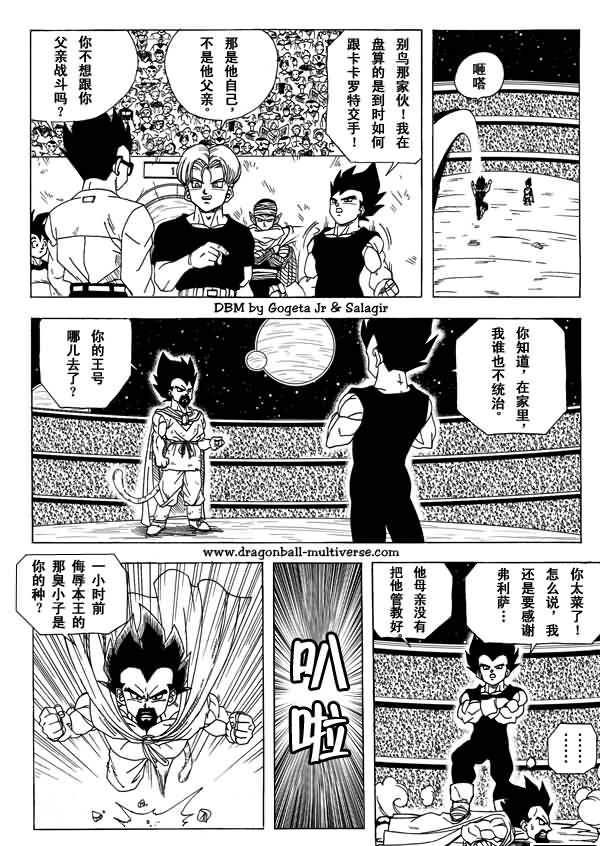 你不想跟你
父亲战斗吗?
那是他自己，
不是他父亲。
别鸟那家伙！我在
盘算的是到时如何
跟卡卡罗特交手！
咂嗒
DBM by Gogeta Jr & Salagir
你的王号
哪儿去了？
你知道，在家里，
我谁也不统治。
www.dragonball-multiverse.com
一小时前
侮辱本王的
那臭小子是
你的种?
叭啦
他母亲没有
把他管教好
你太菜了！
怎么说，我
还是要感谢
弗利萨…
……